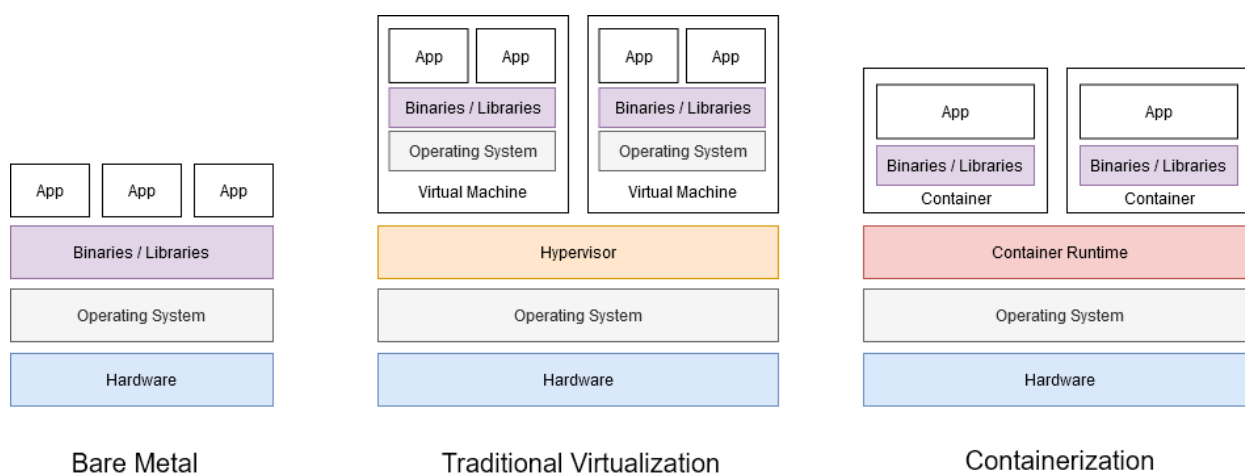 App
App
App
Binaries / Libraries
Operating System
Hardware
Bare Metal
App
App
Binaries / Libraries
Operating System
Virtual Machine
App
App
Binaries / Libraries
Operating System
Virtual Machine
Hypervisor
Operating System
Hardware
Traditional Virtualization
App
Binaries / Libraries
Container
App
Binaries / Libraries
Container
Container Runtime
Operating System
Hardware
Containerization